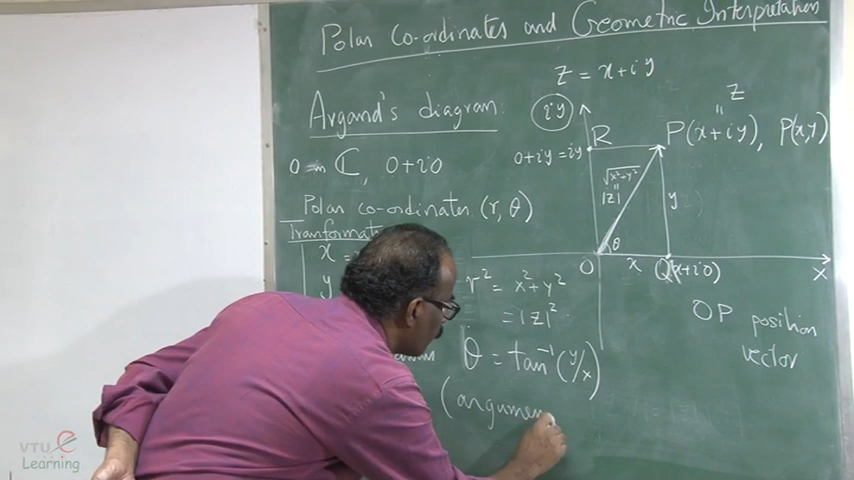 Polar Co-ordinates and Geometric Interpretation
Z = x + iy
Argand's diagram:
0 in ℂ, 0+i0
Polar co-ordinates (r, θ)
x =
y
r² = x² + y²
= |Z|²
θ = tan⁻¹ (y/x)
(argumen
iy
R
0+iy = iy
Z
"
P(x+iy), P(x,y)
√x²+y²
"
|Z|
y
θ
O
x
Q(x+i0)
X
OP position
vector
VTU e
Learning